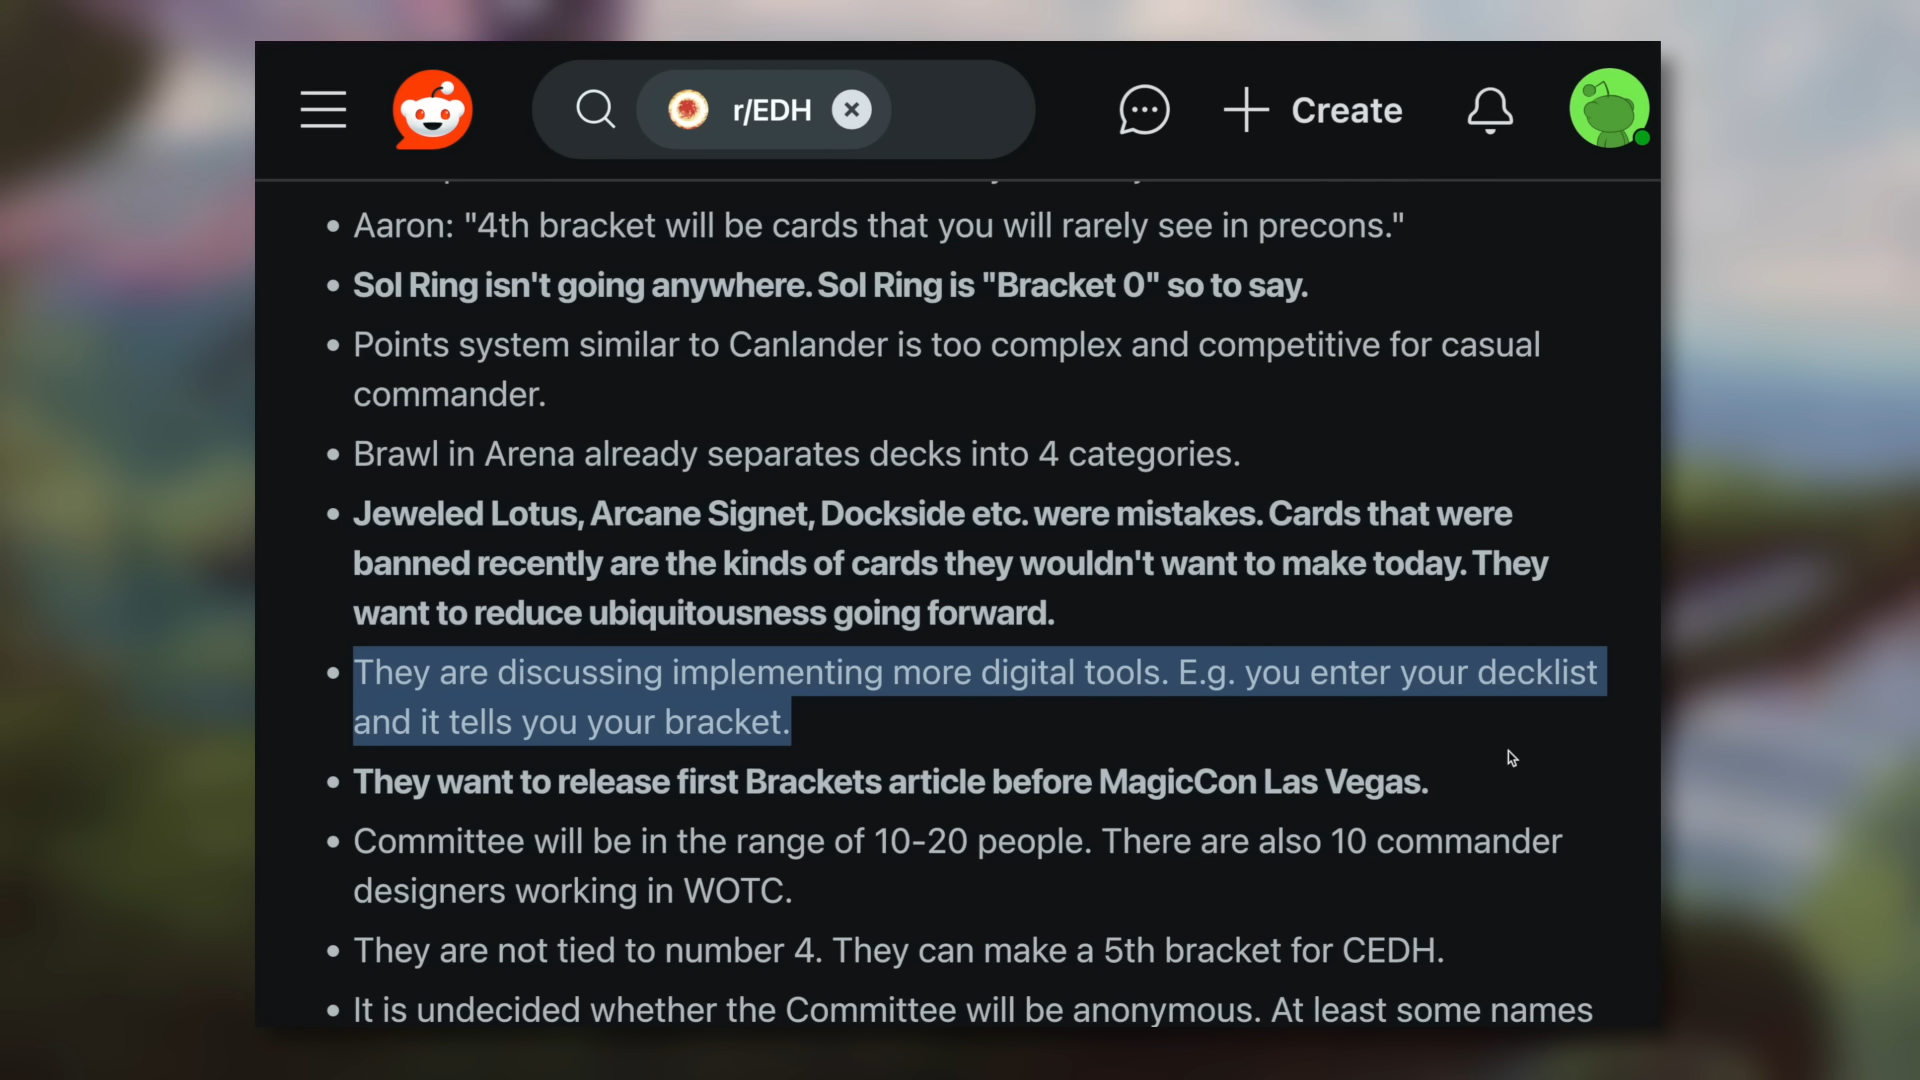 r/EDH
Create
• Aaron: "4th bracket will be cards that you will rarely see in precons."
• Sol Ring isn't going anywhere. Sol Ring is "Bracket 0" so to say.
• Points system similar to Canlander is too complex and competitive for casual
commander.
• Brawl in Arena already separates decks into 4 categories.
• Jeweled Lotus, Arcane Signet, Dockside etc. were mistakes. Cards that were
banned recently are the kinds of cards they wouldn't want to make today. They
want to reduce ubiquitousness going forward.
• They are discussing implementing more digital tools. E.g. you enter your decklist
and it tells you your bracket.
• They want to release first Brackets article before MagicCon Las Vegas.
• Committee will be in the range of 10-20 people. There are also 10 commander
designers working in WOTC.
• They are not tied to number 4. They can make a 5th bracket for CEDH.
• It is undecided whether the Committee will be anonymous. At least some names